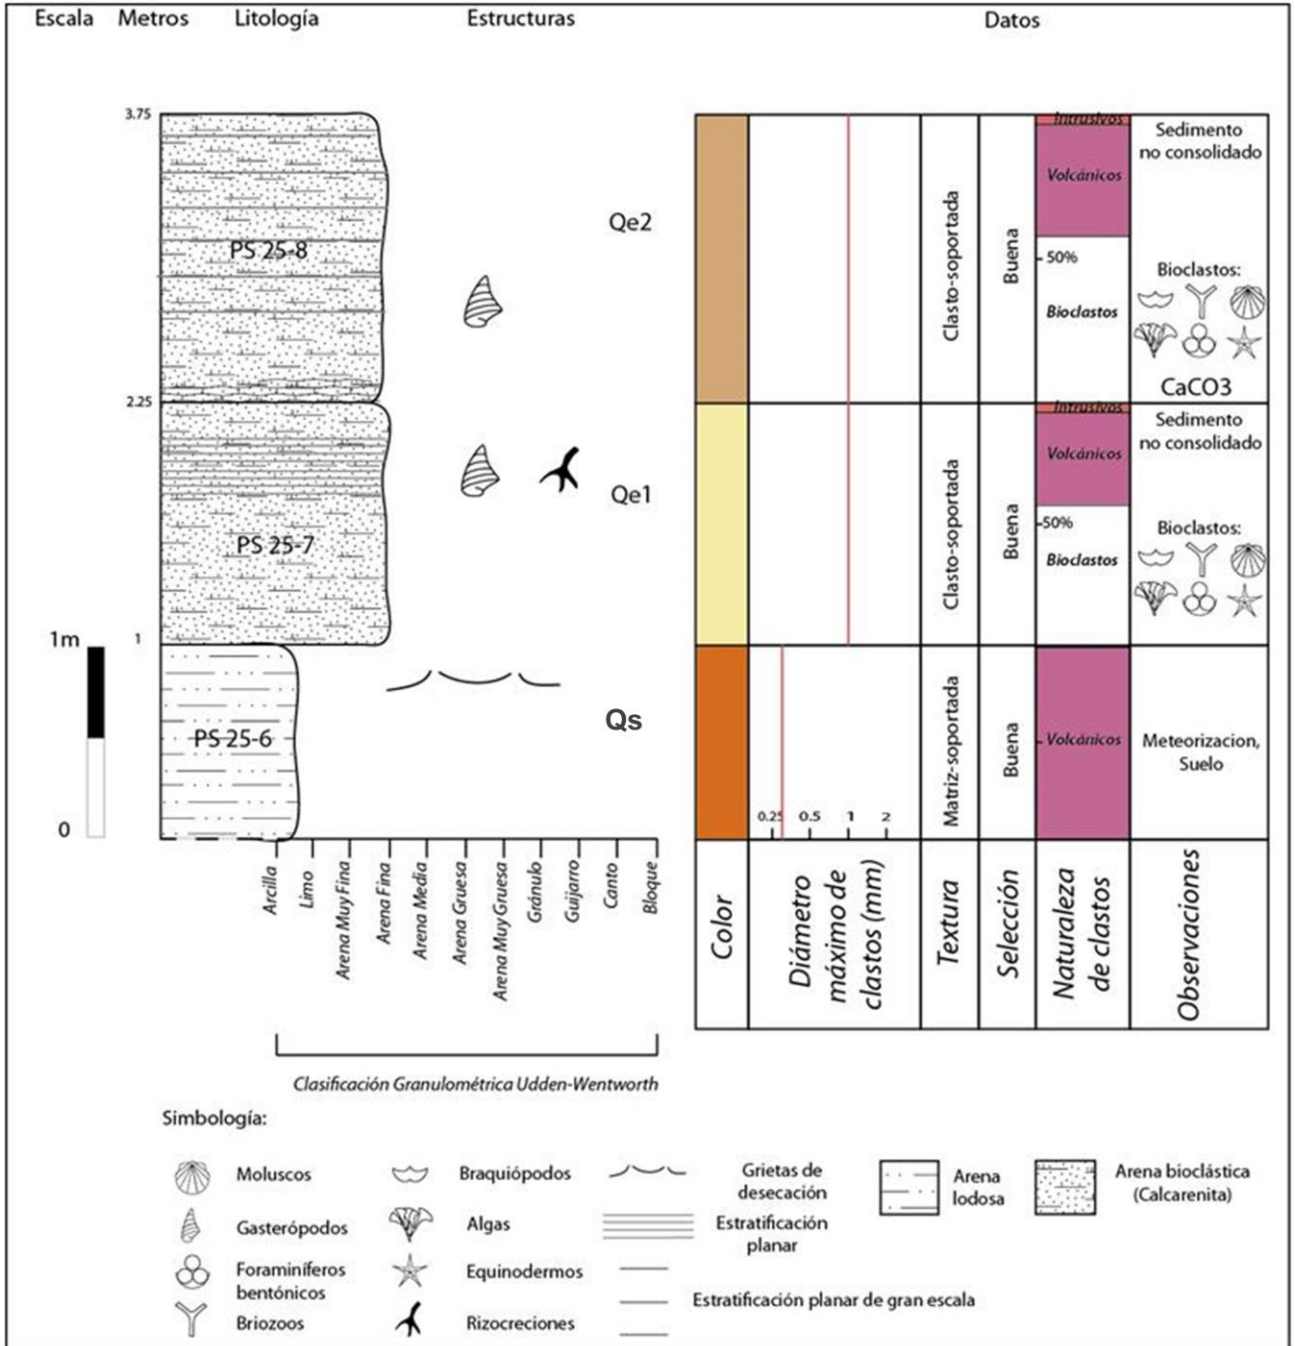 Escala Metros Litología Estructuras Datos
3.75
PS 25-8
Qe2
Clasto-soportada
Buena
Intrusivos
Volcánicos
50%
Bioclastos
Sedimento
no consolidado
Bioclastos:
CaCO3
2.25
PS 25-7
Qe1
Clasto-soportada
Buena
Intrusivos
Volcánicos
50%
Bioclastos
Sedimento
no consolidado
Bioclastos:
1m
1
0
PS 25-6
Qs
0.25 0.5 1 2
Matriz-soportada
Buena
Volcánicos
Meteorizacion,
Suelo
Arcilla
Limo
Arena Muy Fina
Arena Fina
Arena Media
Arena Gruesa
Arena Muy Gruesa
Gránulo
Guijarro
Canto
Bloque
Color
Diámetro
máximo de
clastos (mm)
Textura
Selección
Naturaleza
de clastos
Observaciones
Clasificación Granulométrica Udden-Wentworth
Simbología:
Moluscos
Gasterópodos
Foraminíferos
bentónicos
Briozoos
Braquiópodos
Algas
Equinodermos
Rizocreciones
Grietas de
desecación
Estratificación
planar
Estratificación planar de gran escala
Arena
lodosa
Arena bioclástica
(Calcarenita)